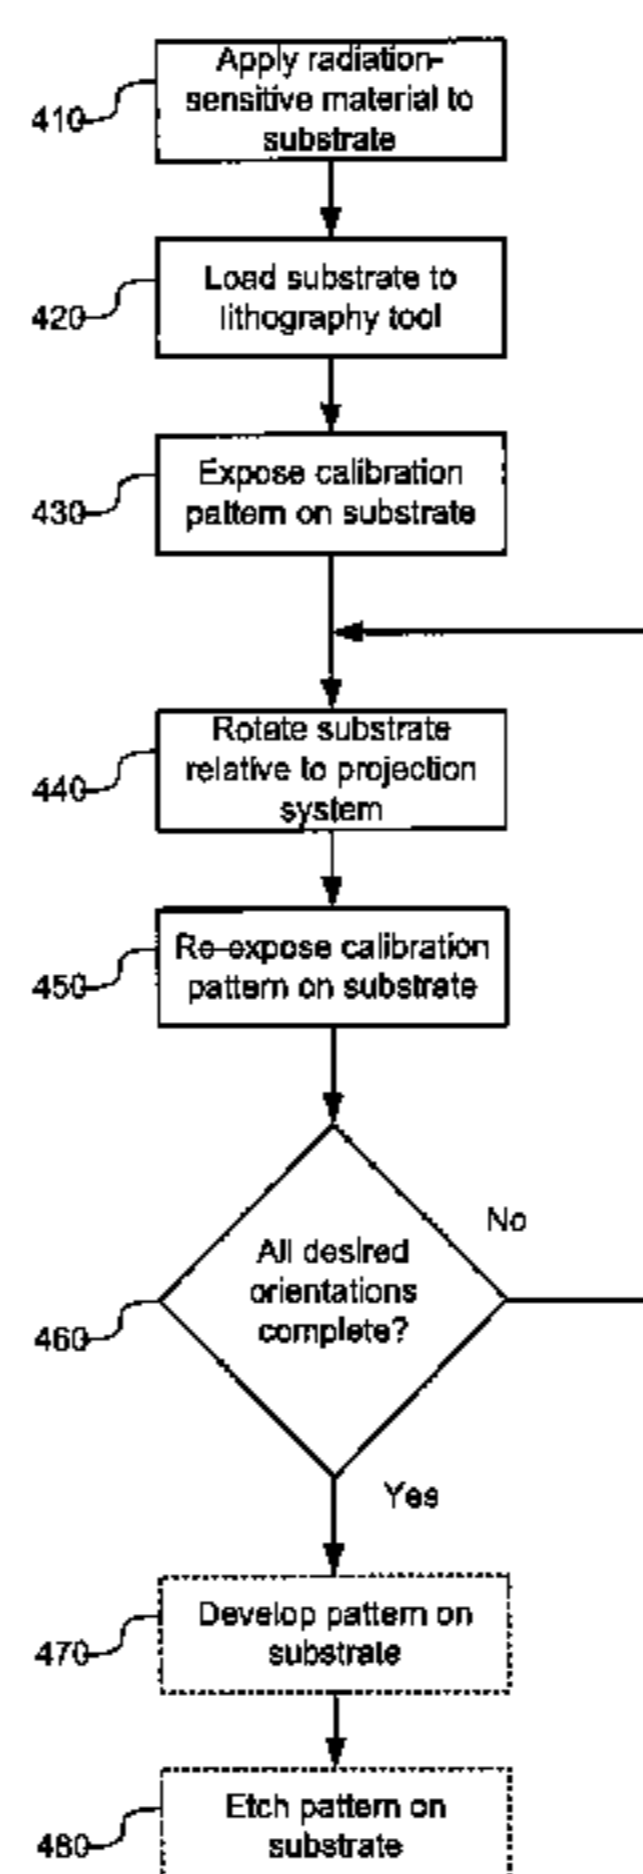 Apply radiation-
sensitive material to
substrate
410
Load substrate to
lithography tool
420
Expose calibration
pattern on substrate
430
Rotate substrate
relative to projection
system
440
Re-expose calibration
pattern on substrate
450
No
All desired
orientations
complete?
460
Yes
Develop pattern on
substrate
470
Etch pattern on
substrate
480